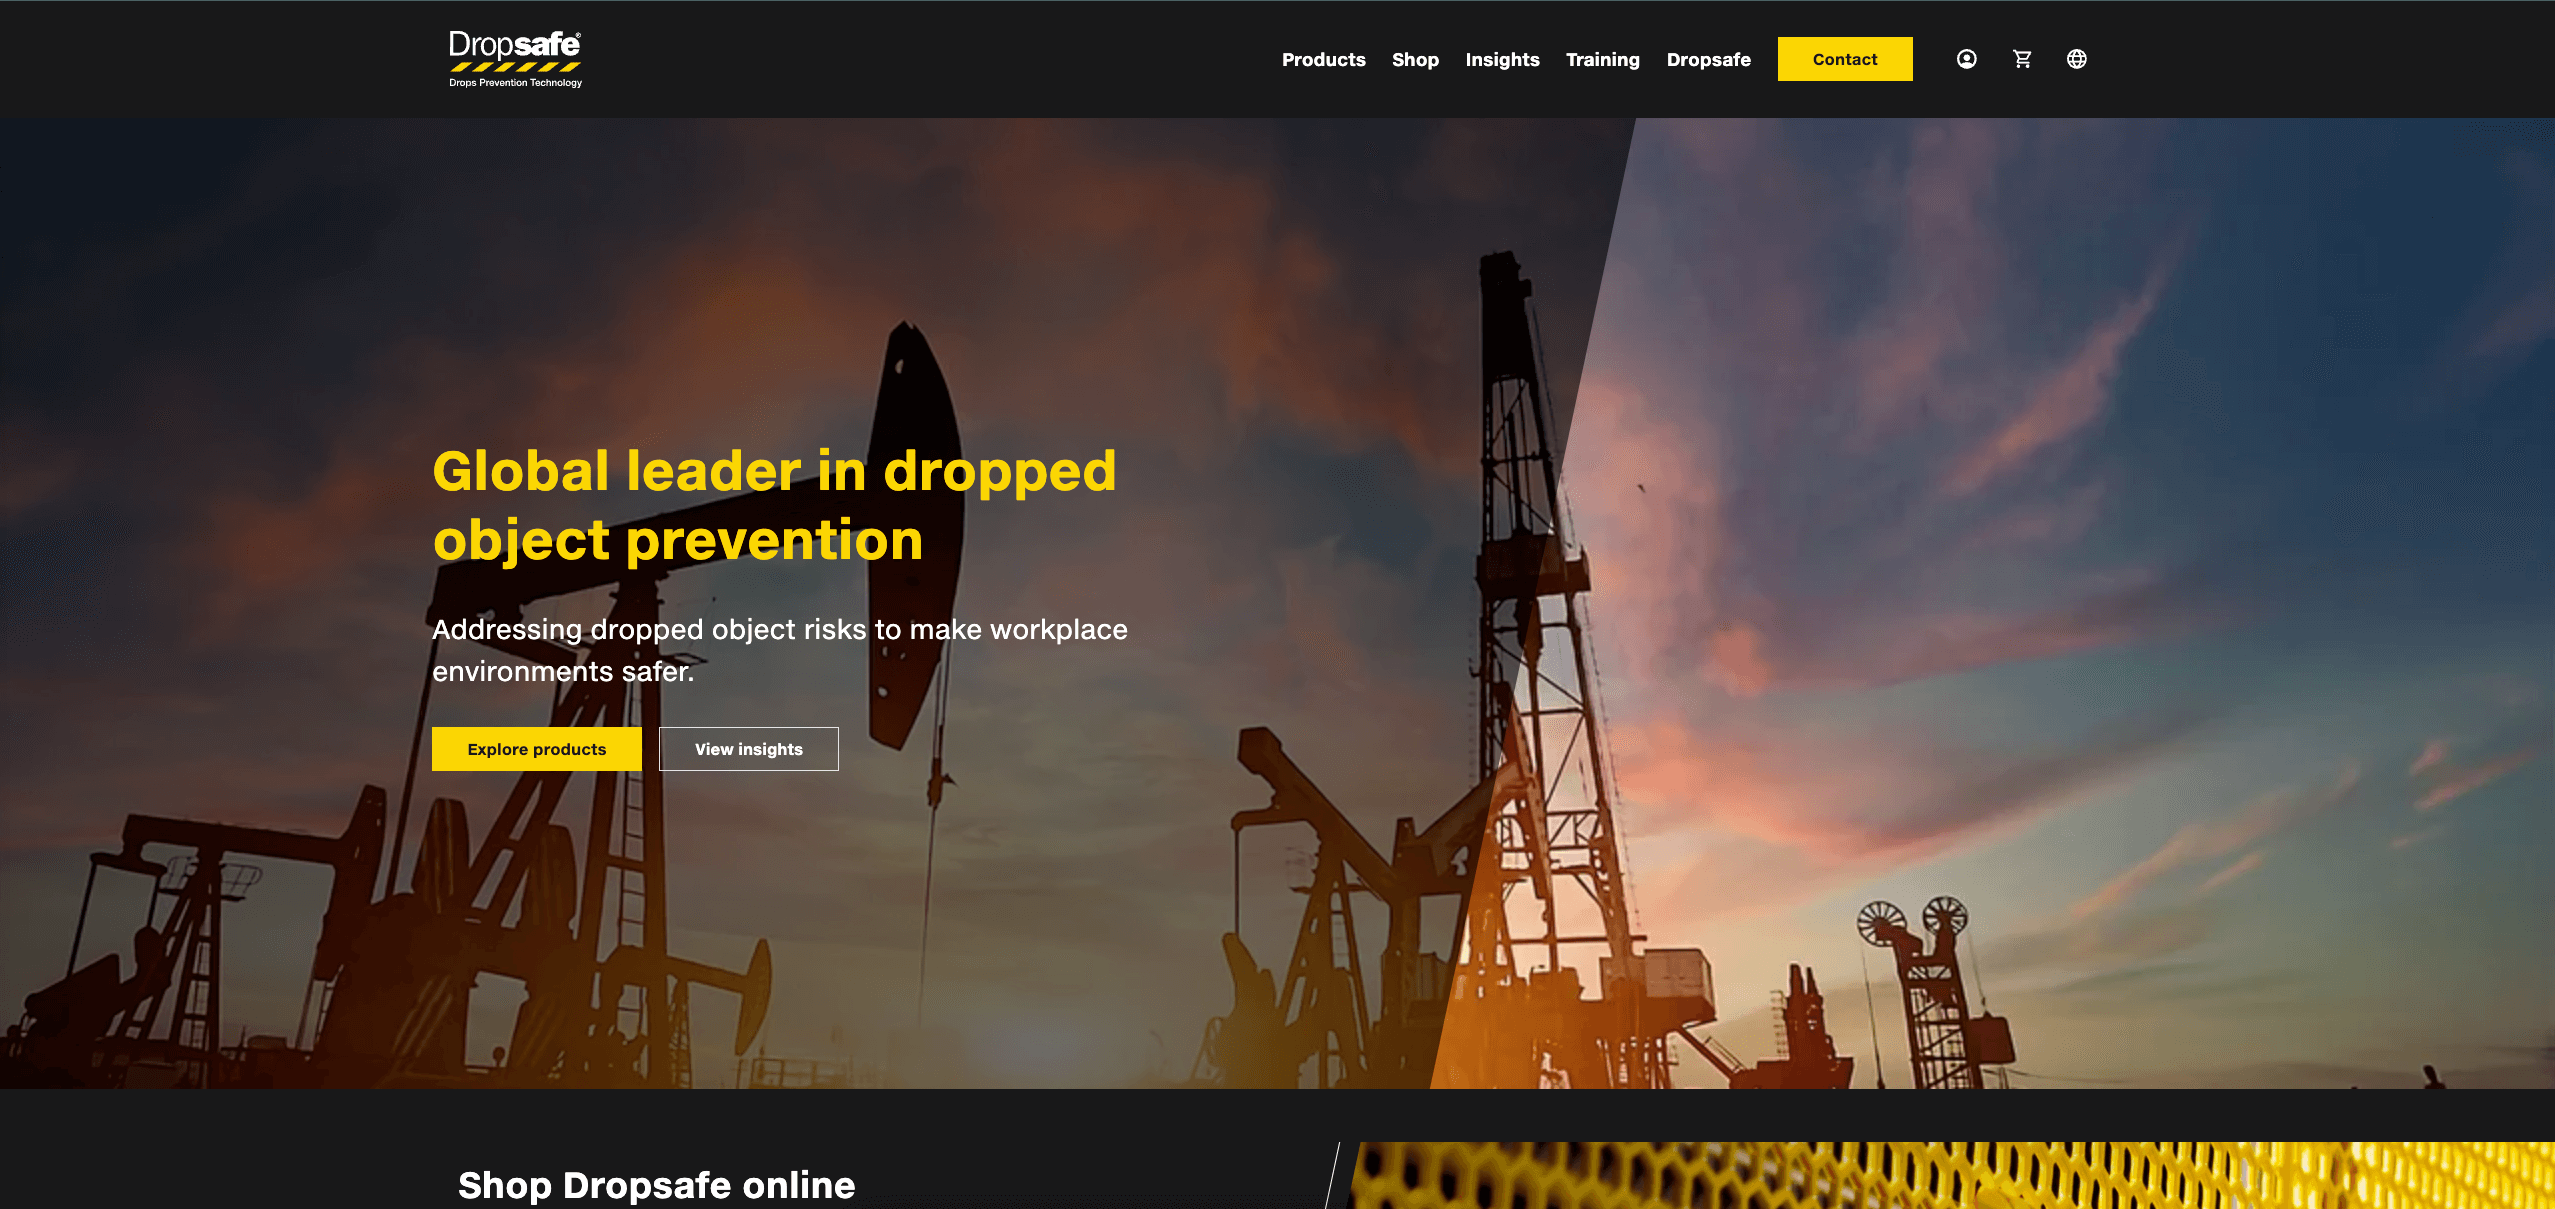 Dropsafe®
Drops Prevention Technology
Products
Shop
Insights
Training
Dropsafe
Contact
Global leader in dropped
object prevention
Addressing dropped object risks to make workplace
environments safer.
Explore products
View insights
Shop Dropsafe online